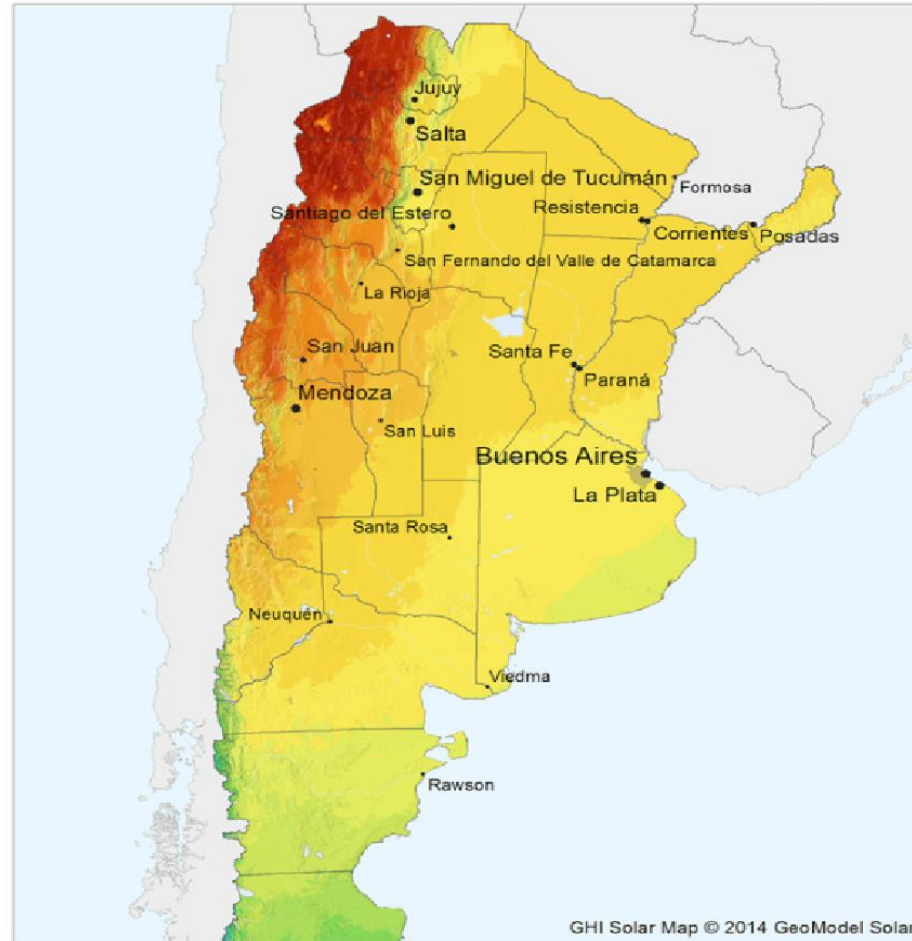 Jujuy
Salta
San Miguel de Tucumán
Formosa
Santiago del Estero
Resistencia
Corrientes
Posadas
San Fernando del Valle de Catamarca
La Rioja
San Juan
Santa Fe
Paraná
Mendoza
San Luis
Buenos Aires
La Plata
Santa Rosa
Neuquén
Viedma
Rawson
GHI Solar Map © 2014 GeoModel Solar